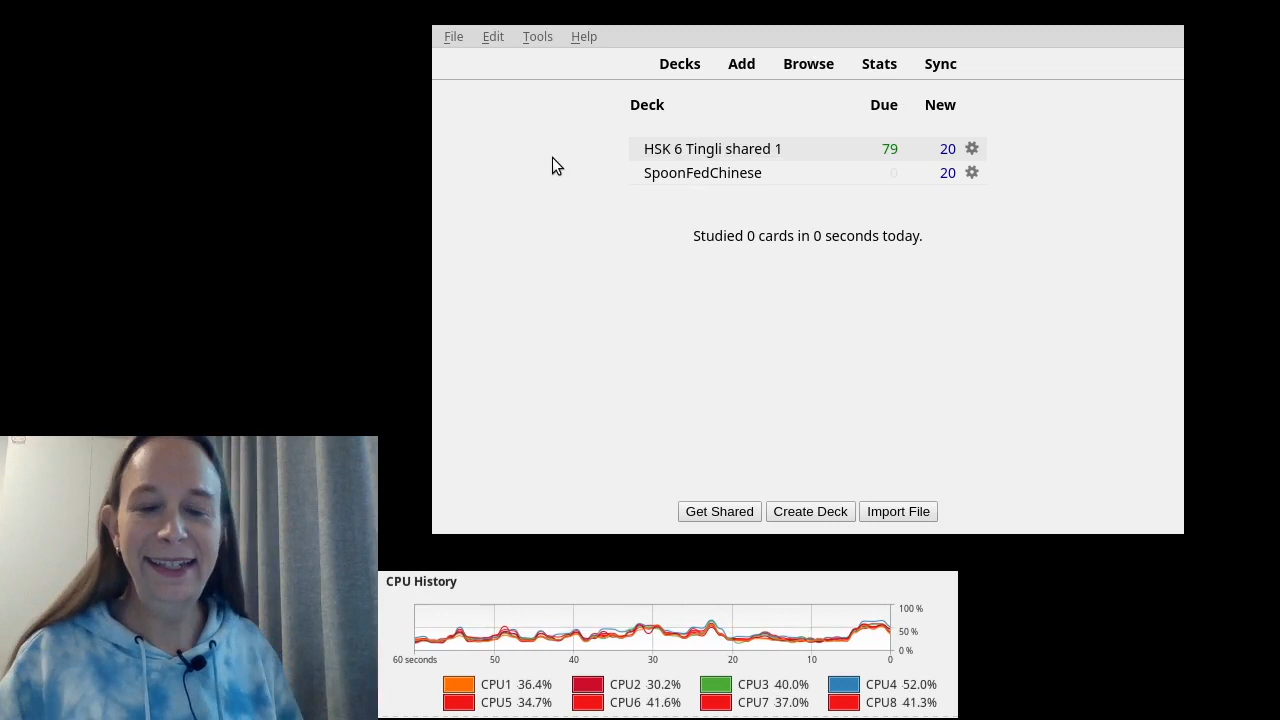 File Edit Tools Help
Decks Add Browse Stats Sync
Deck Due New
HSK 6 Tingli shared 1 79 20
SpoonFedChinese 0 20
Studied 0 cards in 0 seconds today.
Get Shared Create Deck Import File
CPU History
100 %
50 %
0 %
60 seconds 50 40 30 20 10 0
CPU1 36.4% CPU2 30.2% CPU3 40.0% CPU4 52.0%
CPU5 34.7% CPU6 41.6% CPU7 37.0% CPU8 41.3%